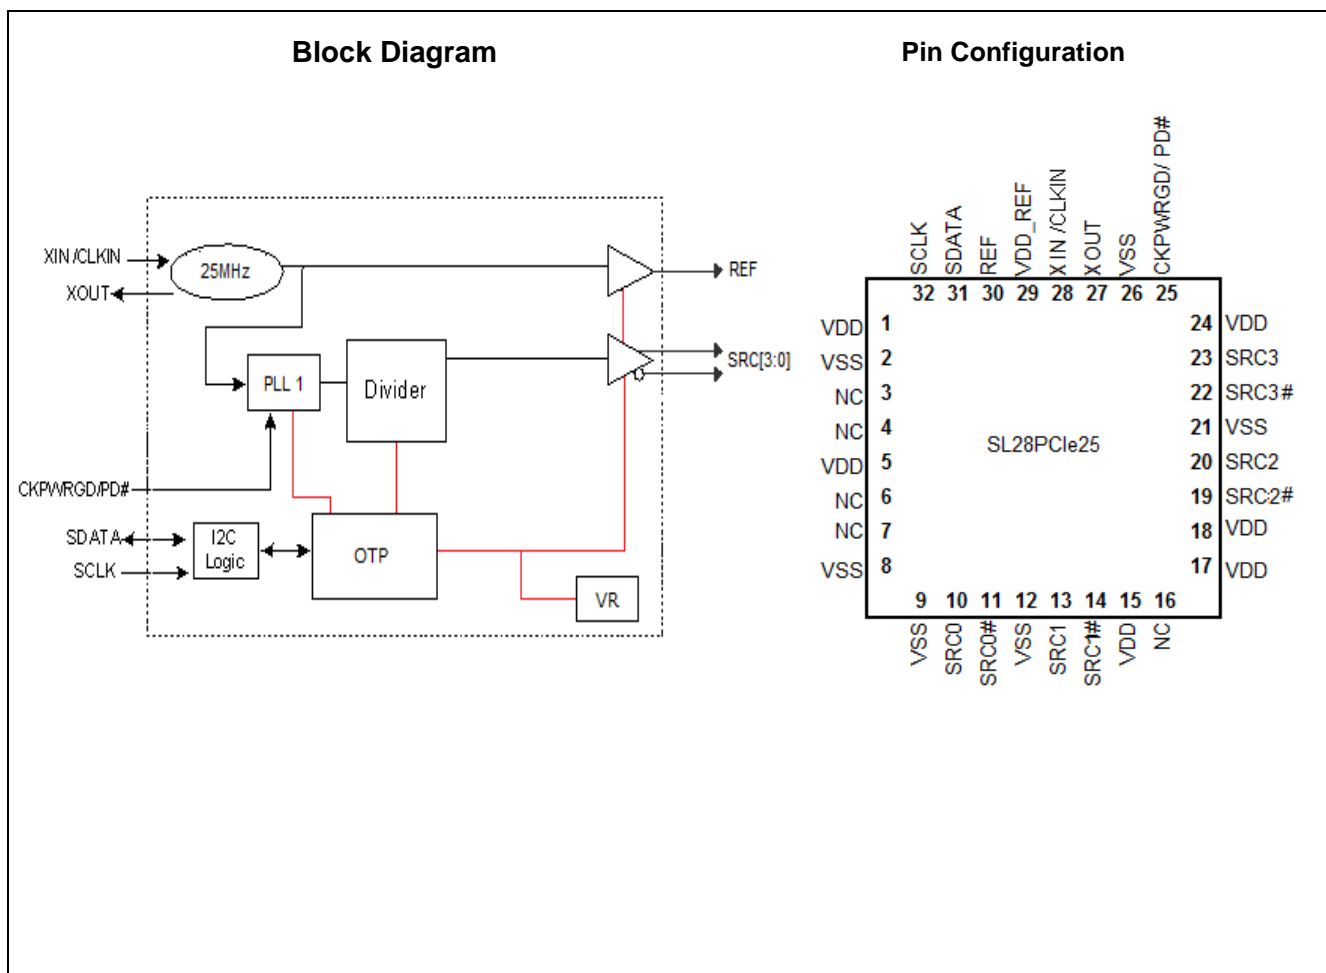 Block Diagram
XIN/CLKIN
XOUT
25MHz
REF
SRC[3:0]
PLL 1
Divider
CKPWRGD/PD#
SDATA
SCLK
I2C
Logic
OTP
VR
Pin Configuration
SCLK
SDATA
REF
VDD_REF
XIN /CLKIN
XOUT
VSS
CKPWRGD/ PD#
32 31 30 29 28 27 26 25
VDD 1
VSS 2
NC 3
NC 4
VDD 5
NC 6
NC 7
VSS 8
SL28PCIe25
24 VDD
23 SRC3
22 SRC3#
21 VSS
20 SRC2
19 SRC2#
18 VDD
17 VDD
9 10 11 12 13 14 15 16
VSS
SRC0
SRC0#
VSS
SRC1
SRC1#
VDD
NC